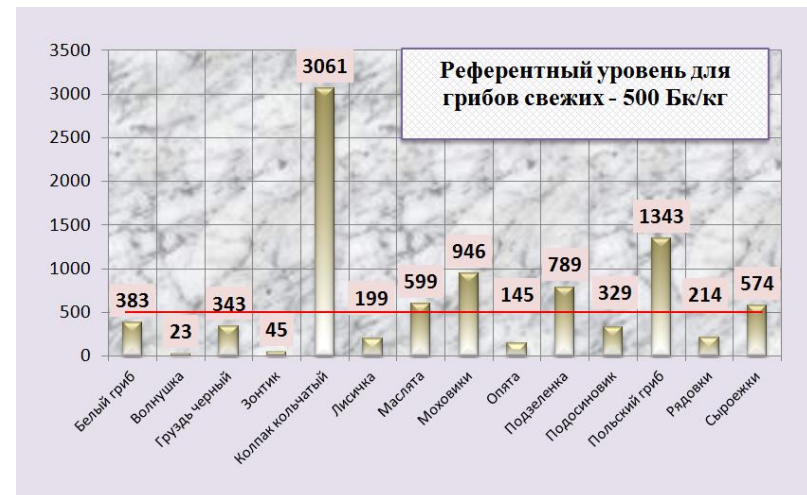 3500
3000
2500
2000
1500
1000
500
0
Референтный уровень для
грибов свежих - 500 Бк/кг
383
23
343
45
3061
199
599
946
145
789
329
1343
214
574
Белый гриб
Волнушка
Груздь черный
Зонтик
Колпак кольчатый
Лисичка
Маслята
Моховики
Опята
Подзеленка
Подосиновик
Польский гриб
Рядовки
Сыроежки